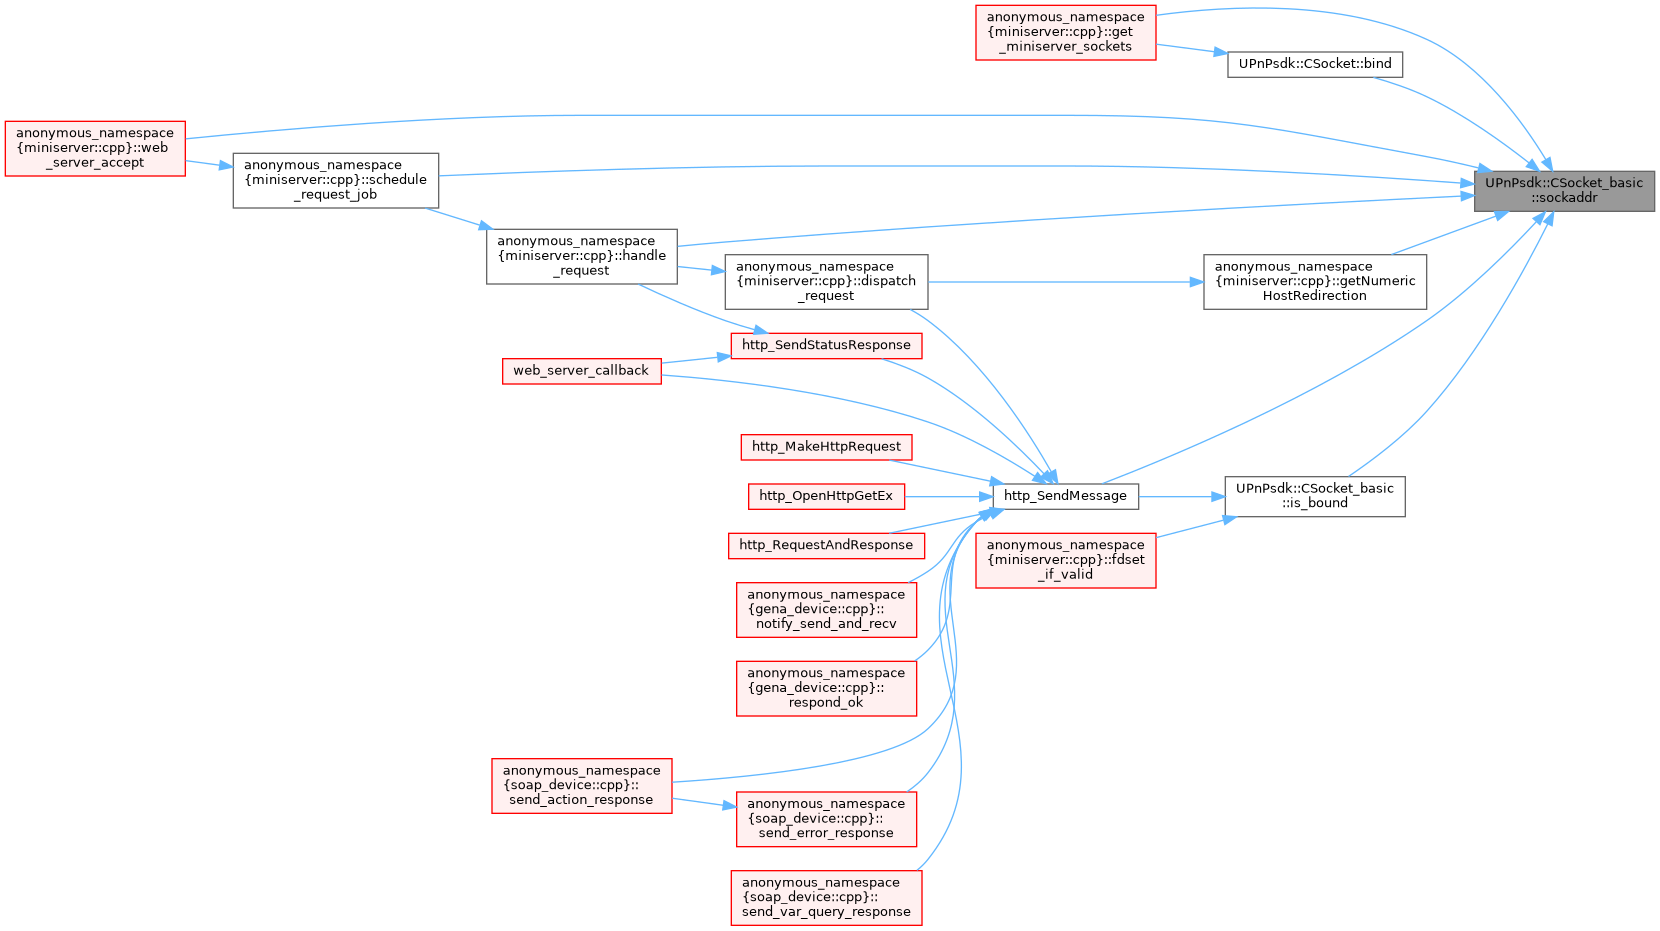 anonymous_namespace
{miniserver::cpp}::get
_miniserver_sockets
UPnPsdk::CSocket::bind
anonymous_namespace
{miniserver::cpp}::web
_server_accept
anonymous_namespace
{miniserver::cpp}::schedule
_request_job
UPnPsdk::CSocket_basic
::sockaddr
anonymous_namespace
{miniserver::cpp}::handle
_request
anonymous_namespace
{miniserver::cpp}::dispatch
_request
anonymous_namespace
{miniserver::cpp}::getNumeric
HostRedirection
http_SendStatusResponse
web_server_callback
http_MakeHttpRequest
http_OpenHttpGetEx
http_SendMessage
UPnPsdk::CSocket_basic
::is_bound
http_RequestAndResponse
anonymous_namespace
{miniserver::cpp}::fdset
_if_valid
anonymous_namespace
{gena_device::cpp}::
notify_send_and_recv
anonymous_namespace
{gena_device::cpp}::
respond_ok
anonymous_namespace
{soap_device::cpp}::
send_action_response
anonymous_namespace
{soap_device::cpp}::
send_error_response
anonymous_namespace
{soap_device::cpp}::
send_var_query_response